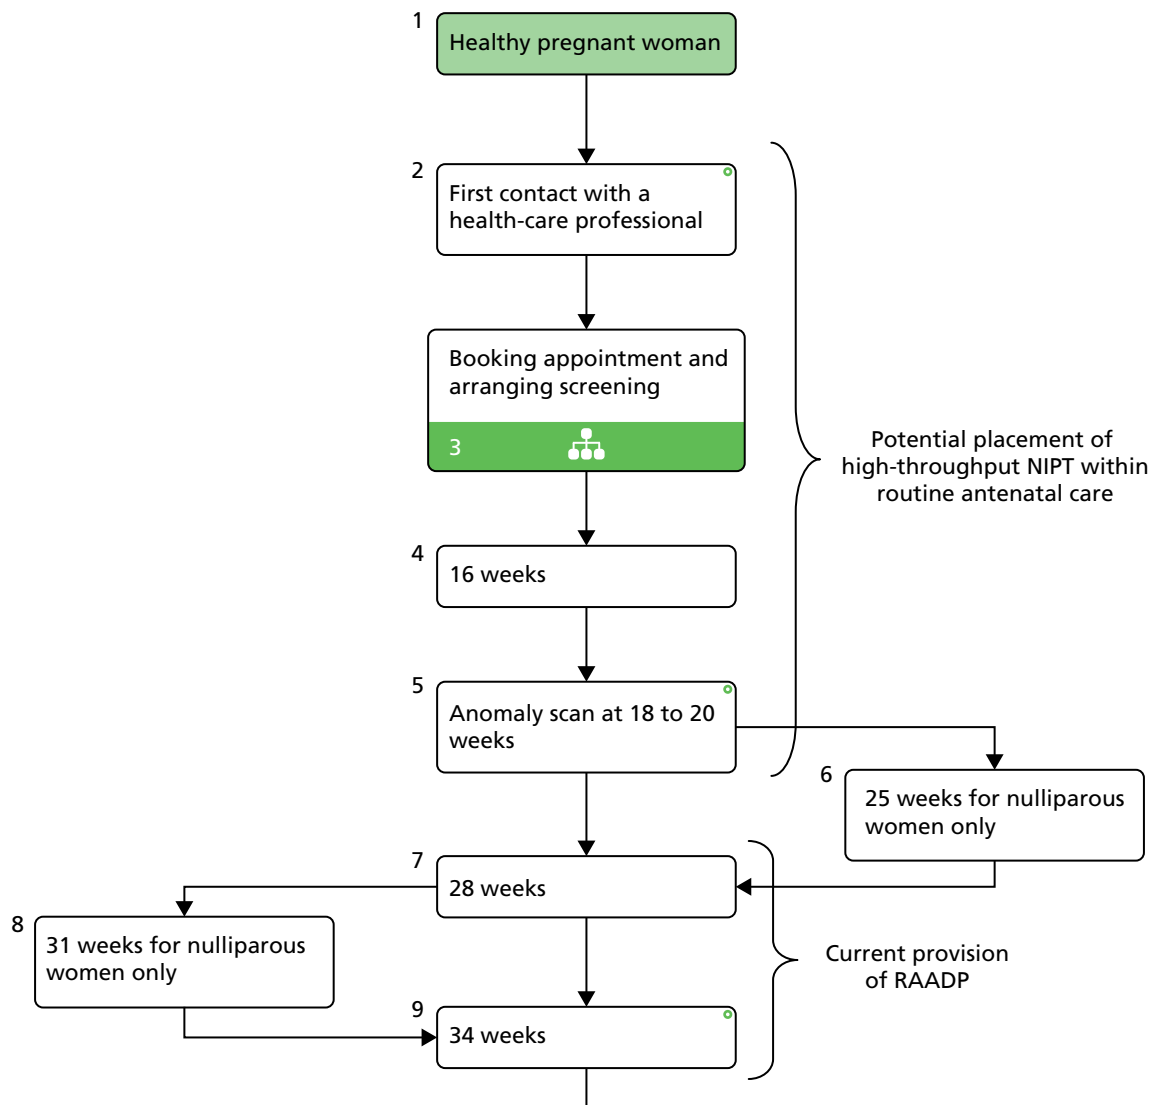 1
Healthy pregnant woman
2
First contact with a
health-care professional
Booking appointment and
arranging screening
3
Potential placement of
high-throughput NIPT within
routine antenatal care
4
16 weeks
5
Anomaly scan at 18 to 20
weeks
6
25 weeks for nulliparous
women only
7
28 weeks
8
31 weeks for nulliparous
women only
Current provision
of RAADP
9
34 weeks